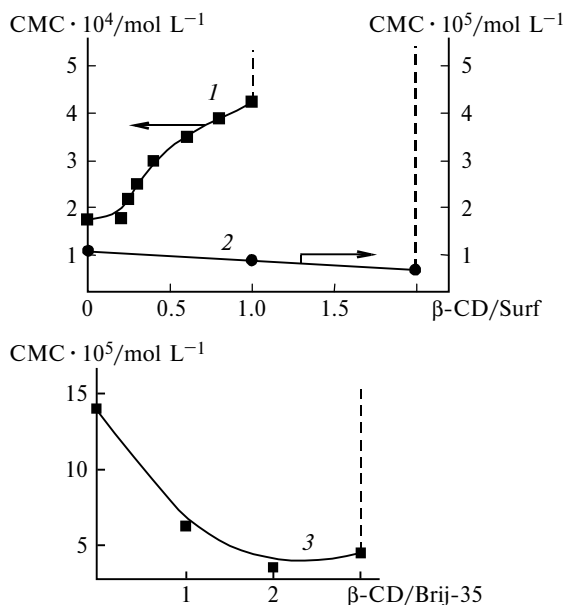 CMC · 10⁴/mol L⁻¹ CMC · 10⁵/mol L⁻¹
5 5
1
4 4
3 3
2 2
2
1 1
0 0.5 1.0 1.5 β-CD/Surf
CMC · 10⁵/mol L⁻¹
15
10
5 3
1 2 β-CD/Brij-35